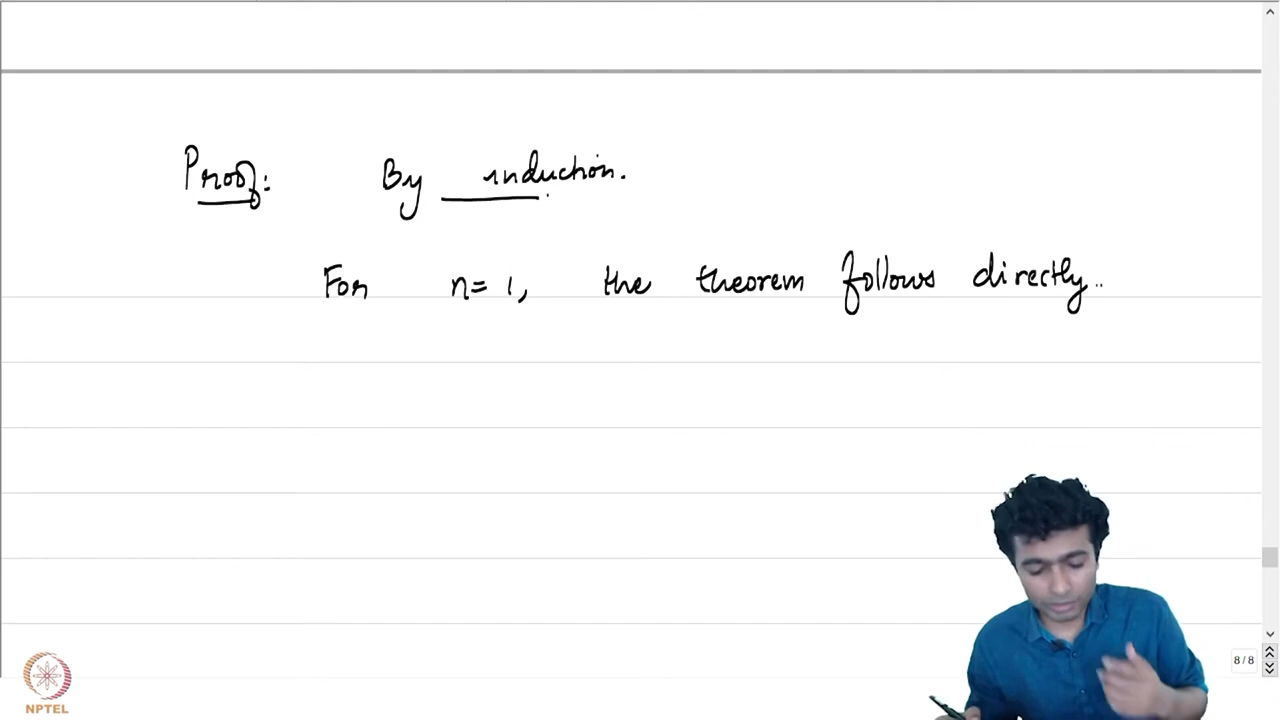 Proof: By induction.
For n = 1, the theorem follows directly..
8 / 8
NPTEL